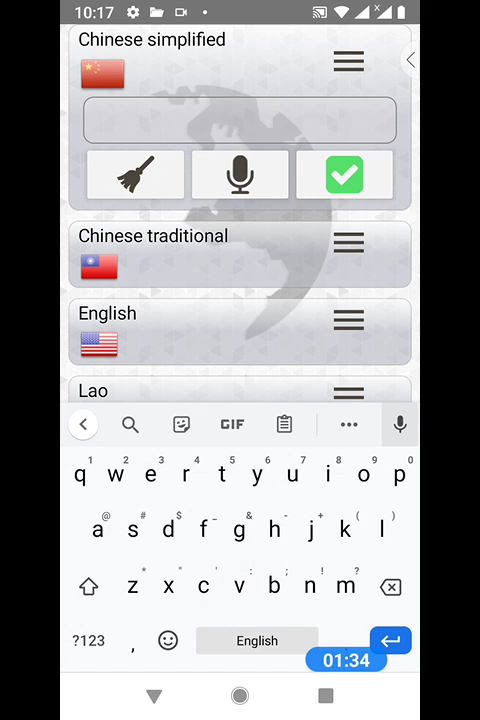 10:17
Chinese simplified
Chinese traditional
English
Lao
GIF
1 2 3 4 5 6 7 8 9 0
q w e r t y u i o p
@ # $ _ & - + ( )
a s d f g h j k l
* " ' : ; ! ?
z x c v b n m
?123 , English .
01:34